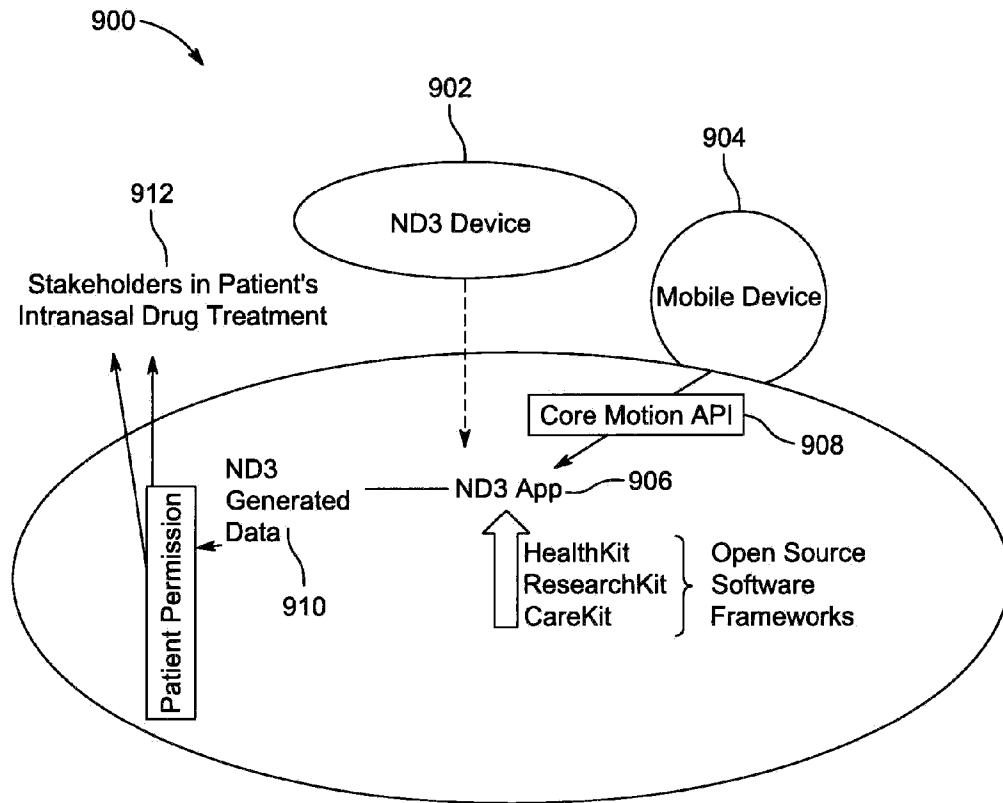 900
902
904
912
ND3 Device
Stakeholders in Patient's
Intranasal Drug Treatment
Mobile Device
Core Motion API
908
ND3
Generated
Data
ND3 App
906
910
Patient Permission
HealthKit
ResearchKit
CareKit
Open Source
Software
Frameworks